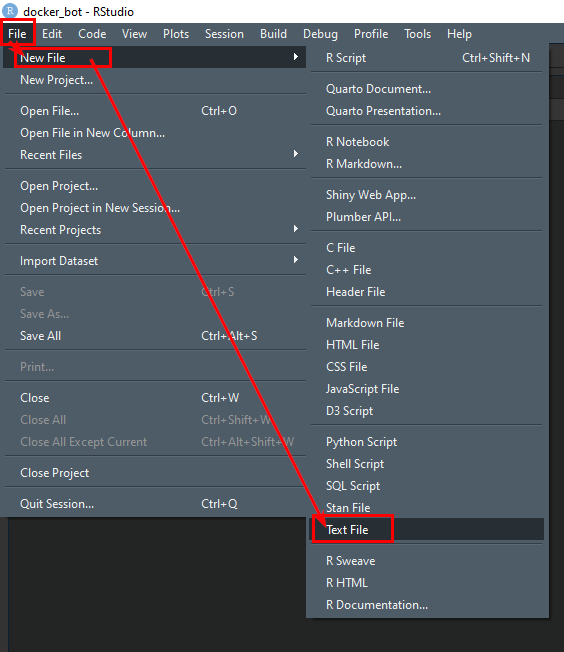 R docker_bot - RStudio
File Edit Code View Plots Session Build Debug Profile Tools Help
New File
New Project...
Open File... Ctrl+O
Open File in New Column...
Recent Files
Open Project...
Open Project in New Session...
Recent Projects
Import Dataset
Save Ctrl+S
Save As...
Save All Ctrl+Alt+S
Print...
Close Ctrl+W
Close All Ctrl+Shift+W
Close All Except Current Ctrl+Alt+Shift+W
Close Project
Quit Session... Ctrl+Q
R Script Ctrl+Shift+N
Quarto Document...
Quarto Presentation...
R Notebook
R Markdown...
Shiny Web App...
Plumber API...
C File
C++ File
Header File
Markdown File
HTML File
CSS File
JavaScript File
D3 Script
Python Script
Shell Script
SQL Script
Stan File
Text File
R Sweave
R HTML
R Documentation...